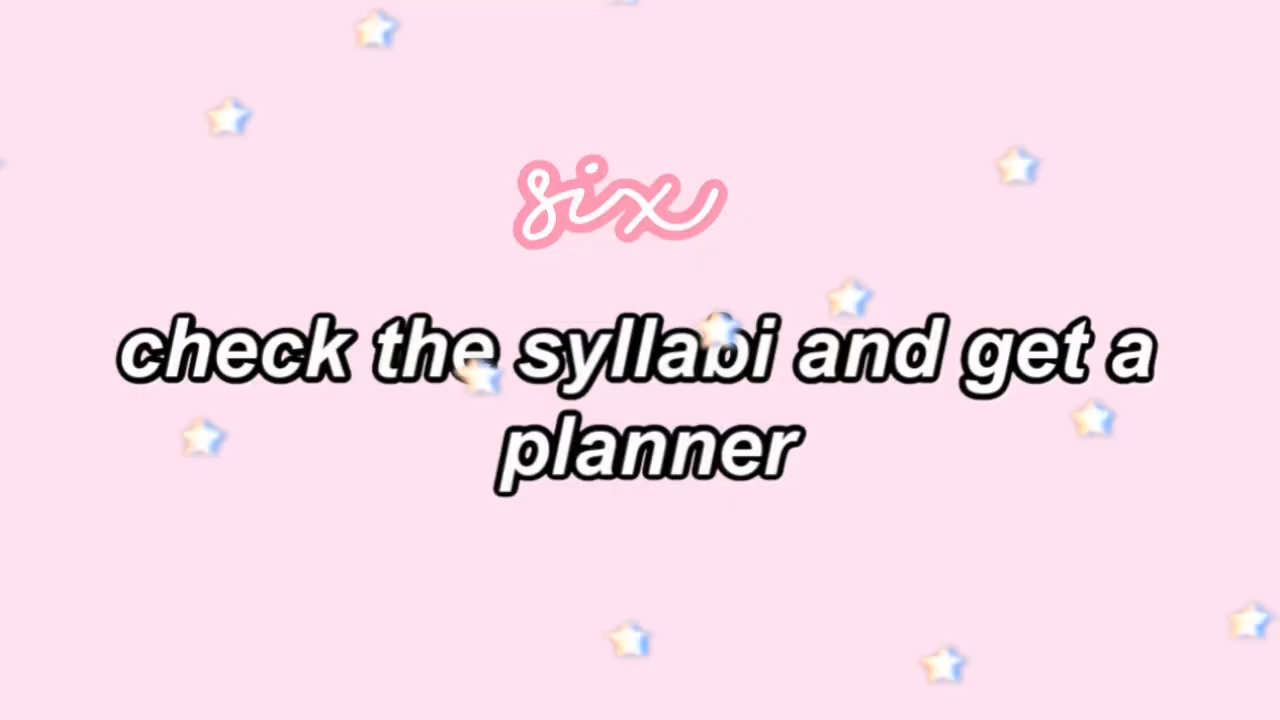 six
check the syllabi and get a
planner